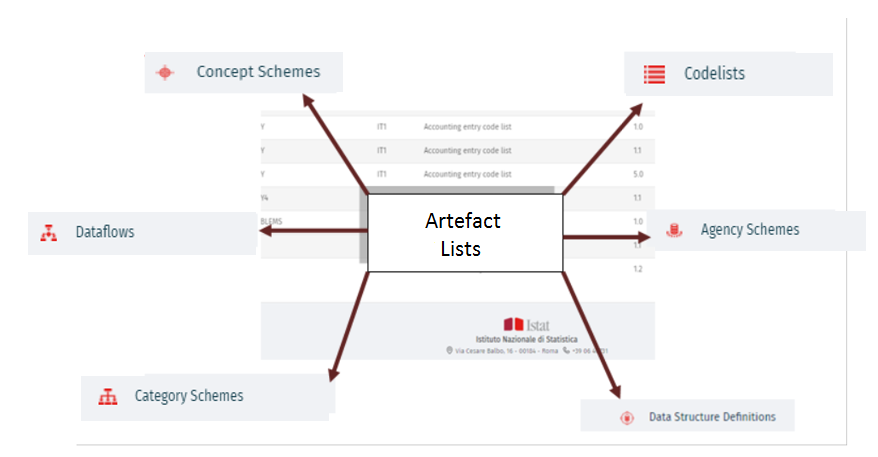 Concept Schemes
Codelists
Y IT1 Accounting entry code list 1.0
Y IT1 Accounting entry code list 1.1
Y IT1 Accounting entry code list 5.0
Y4 1.1
BLEMS 1.0
Artefact
Lists
Dataflows
Agency Schemes
1.1
1.2
Istat
Istituto Nazionale di Statistica
Via Cesare Balbo, 16 - 00184 - Roma +39 06
Category Schemes
Data Structure Definitions